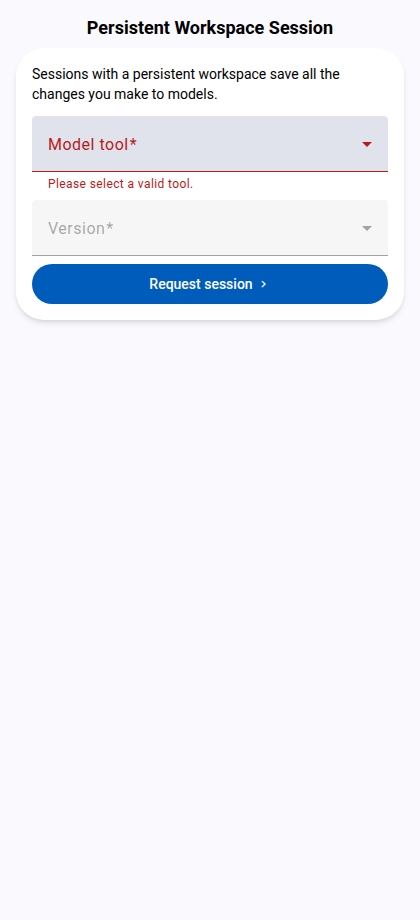 Persistent Workspace Session
Sessions with a persistent workspace save all the
changes you make to models.
Model tool*
Please select a valid tool.
Version*
Request session